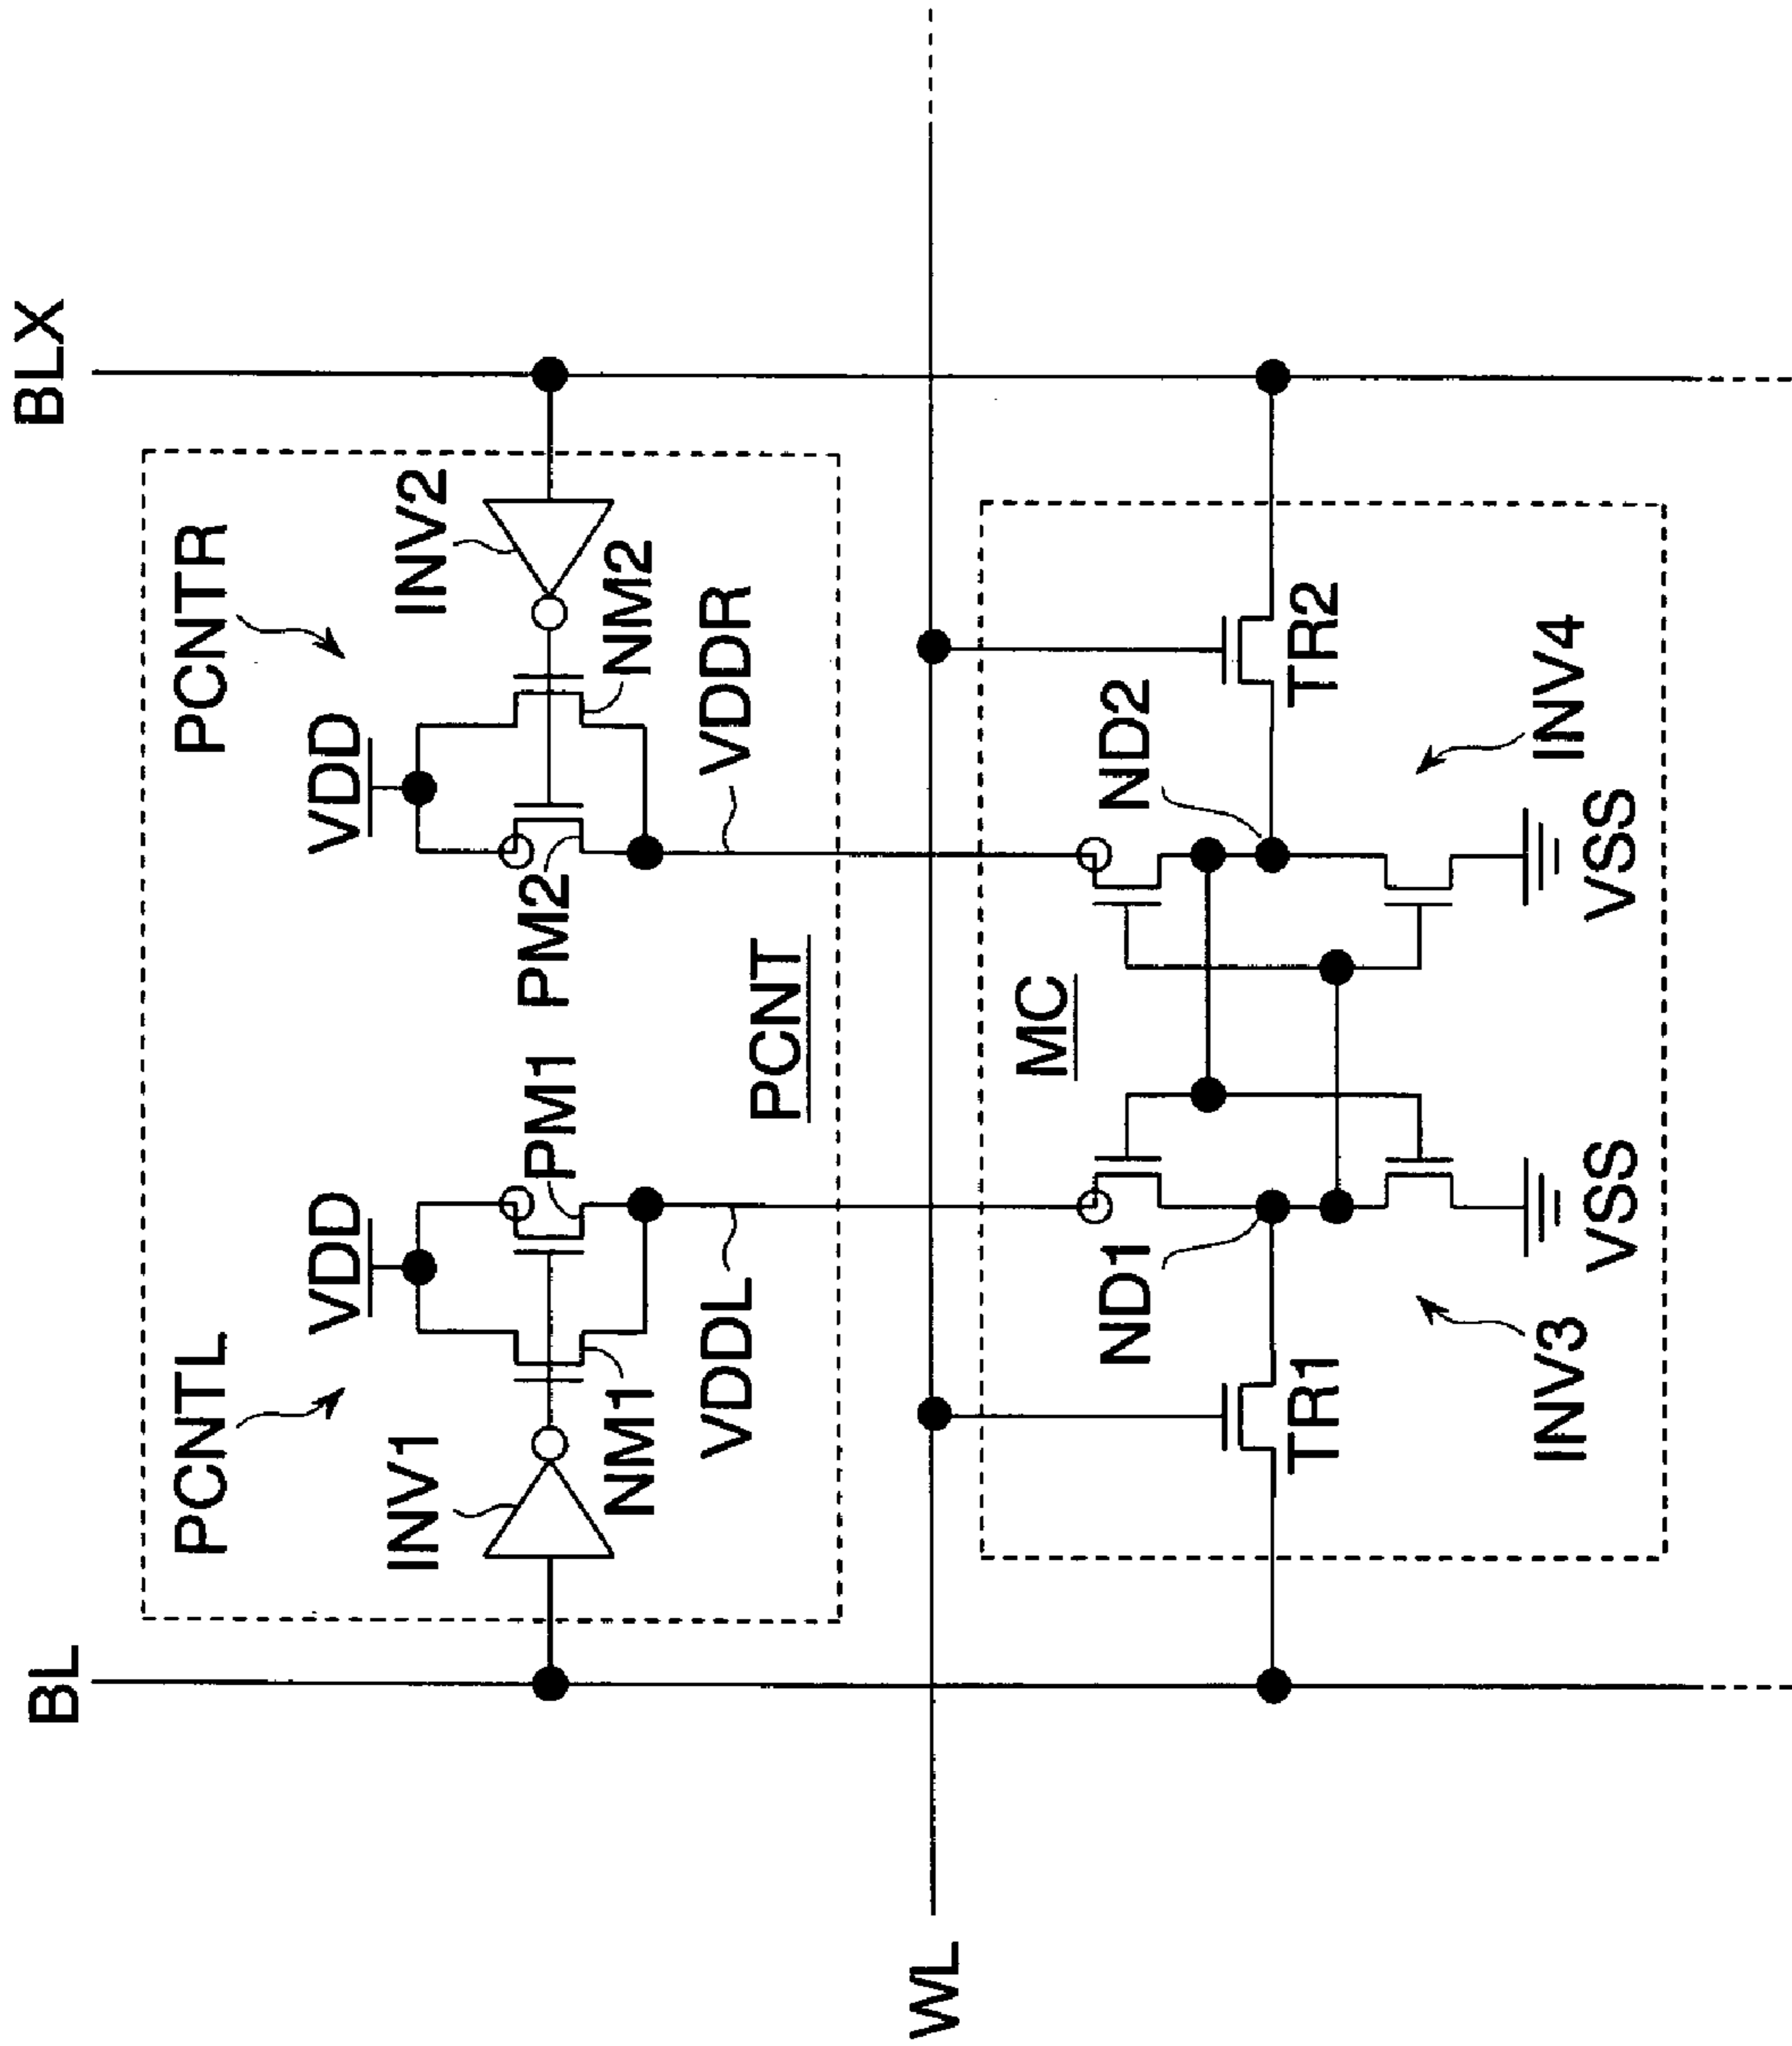 BL
BLX
PCNTL
PCNTR
VDD
VDD
INV1
INV2
PM1
PM2
NM1
NM2
VDDL
VDDR
PCNT
WL
MC
ND1
ND2
TR1
TR2
INV3
INV4
VSS
VSS